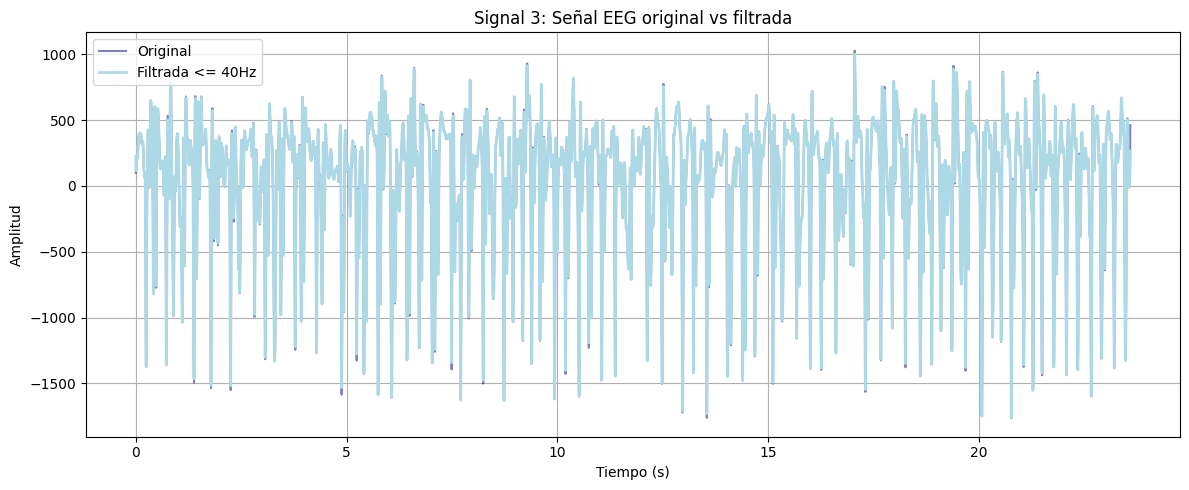 Signal 3: Señal EEG original vs filtrada
Original
Filtrada <= 40Hz
1000
500
0
−500
−1000
−1500
Amplitud
0 5 10 15 20
Tiempo (s)